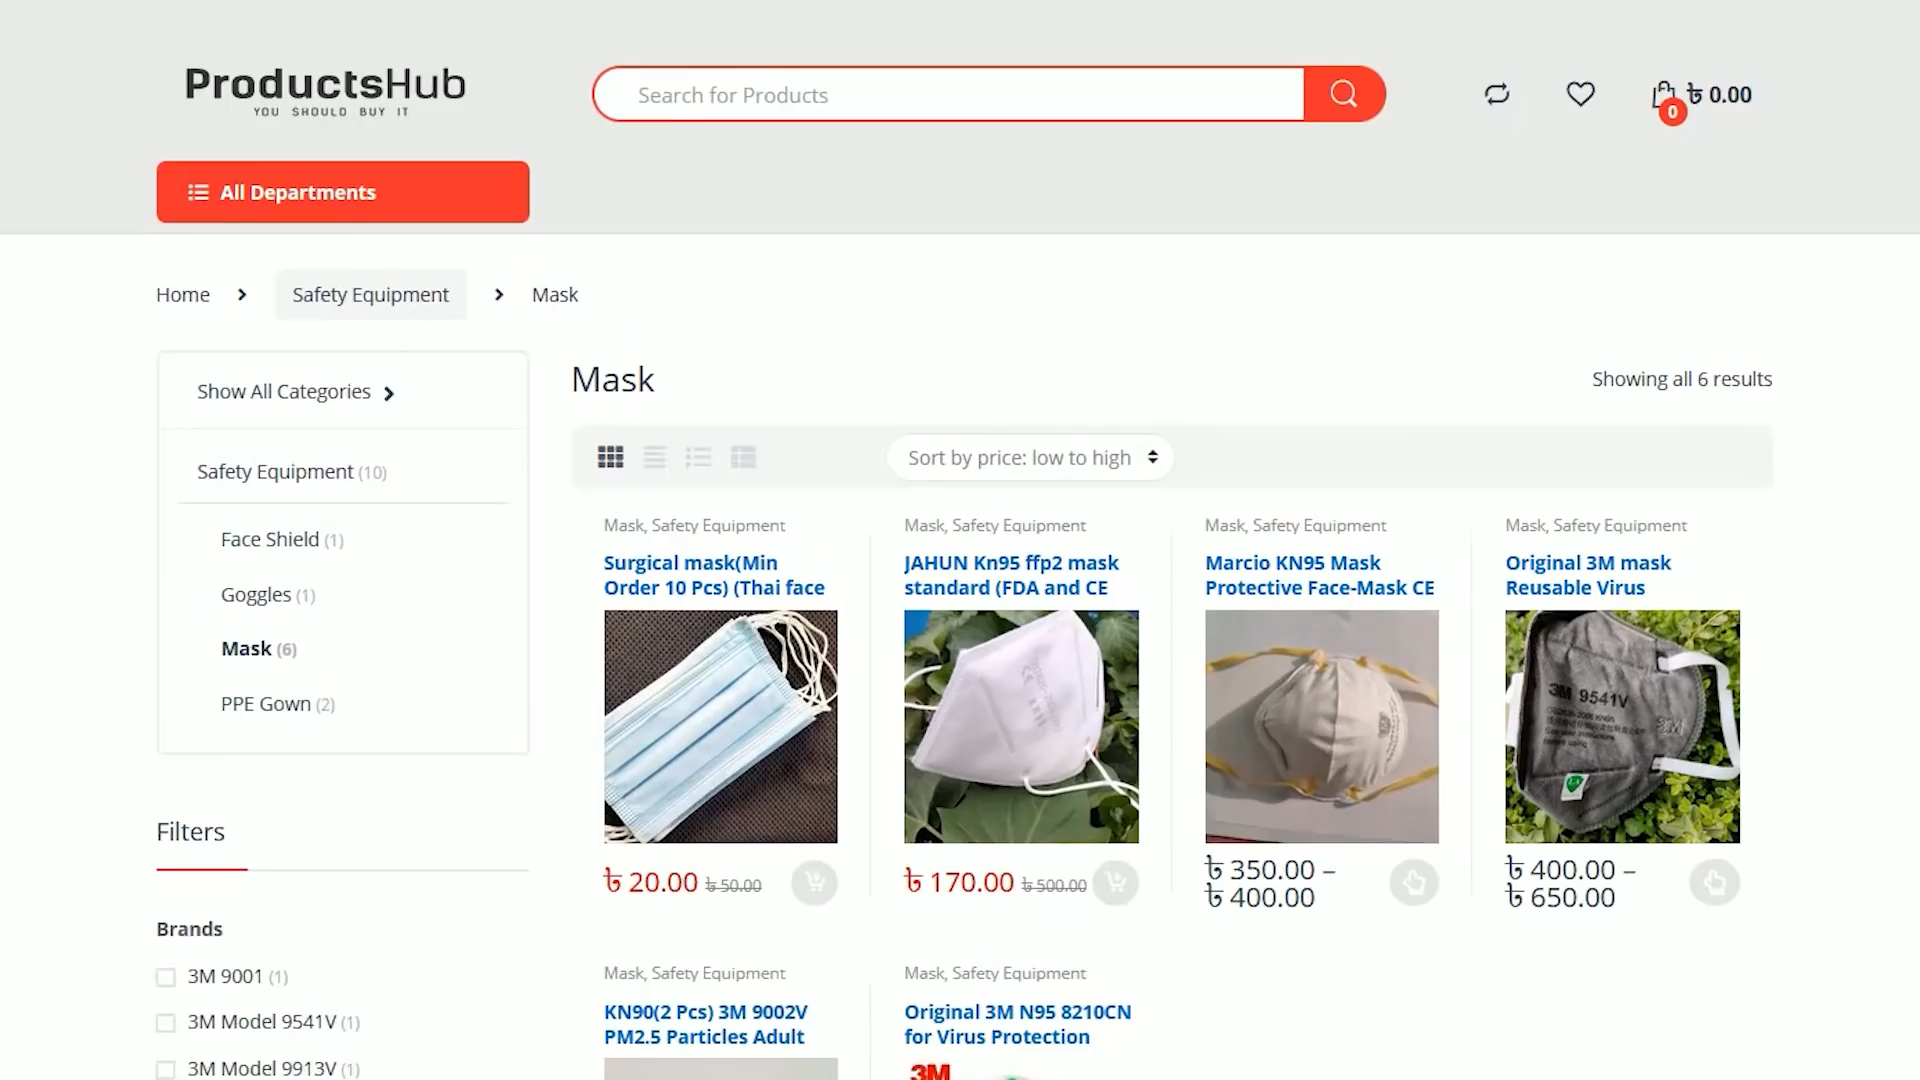 ProductsHub
YOU SHOULD BUY IT
Search for Products
0
৳ 0.00
All Departments
Home
Safety Equipment
Mask
Show All Categories
Safety Equipment (10)
Face Shield (1)
Goggles (1)
Mask (6)
PPE Gown (2)
Filters
Brands
3M 9001 (1)
3M Model 9541V (1)
3M Model 9913V (1)
Mask
Showing all 6 results
Sort by price: low to high
Mask, Safety Equipment
Surgical mask(Min
Order 10 Pcs) (Thai face
৳ 20.00 ৳ 50.00
Mask, Safety Equipment
JAHUN Kn95 ffp2 mask
standard (FDA and CE
৳ 170.00 ৳ 500.00
Mask, Safety Equipment
Marcio KN95 Mask
Protective Face-Mask CE
৳ 350.00 –
৳ 400.00
Mask, Safety Equipment
Original 3M mask
Reusable Virus
3M 9541V
3M
৳ 400.00 –
৳ 650.00
Mask, Safety Equipment
KN90(2 Pcs) 3M 9002V
PM2.5 Particles Adult
Mask, Safety Equipment
Original 3M N95 8210CN
for Virus Protection
3M